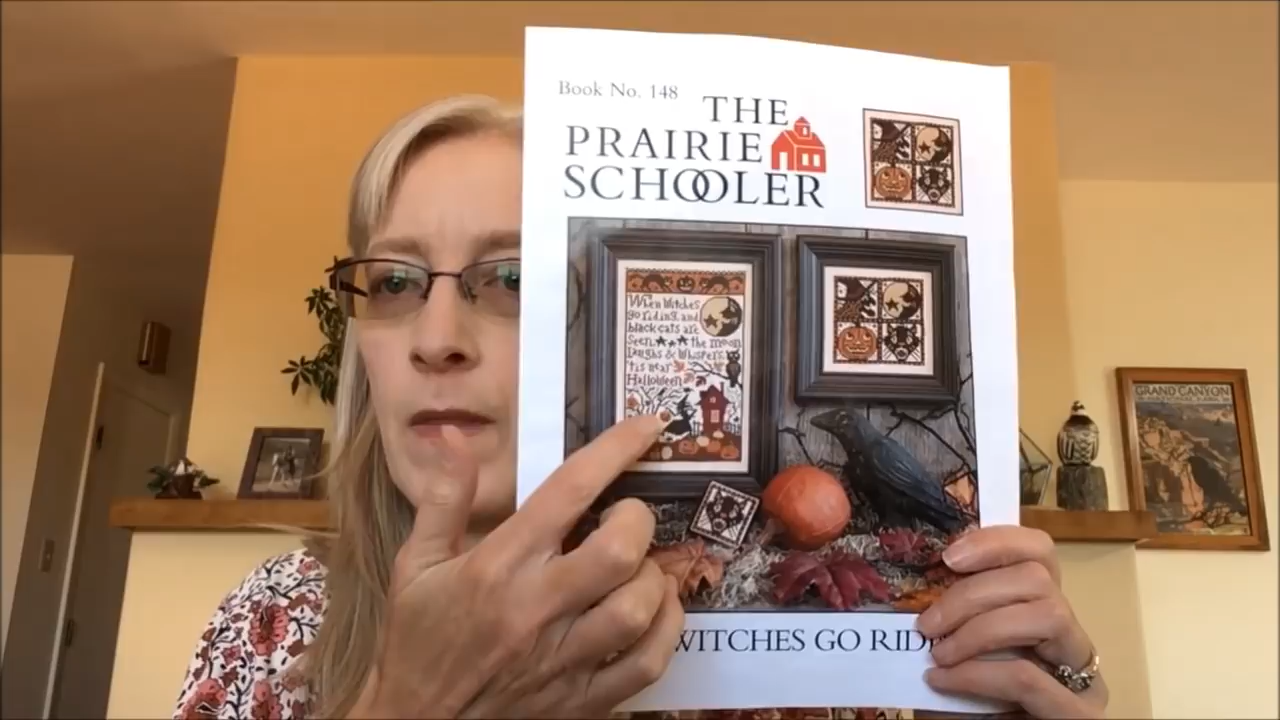 Book No. 148
THE
PRAIRIE
SCHOOLER
When Witches
go riding, and
black cats are
seen, the moon
laughs & whispers,
'tis near
Halloween
WITCHES GO RIDI
GRAND CANYON